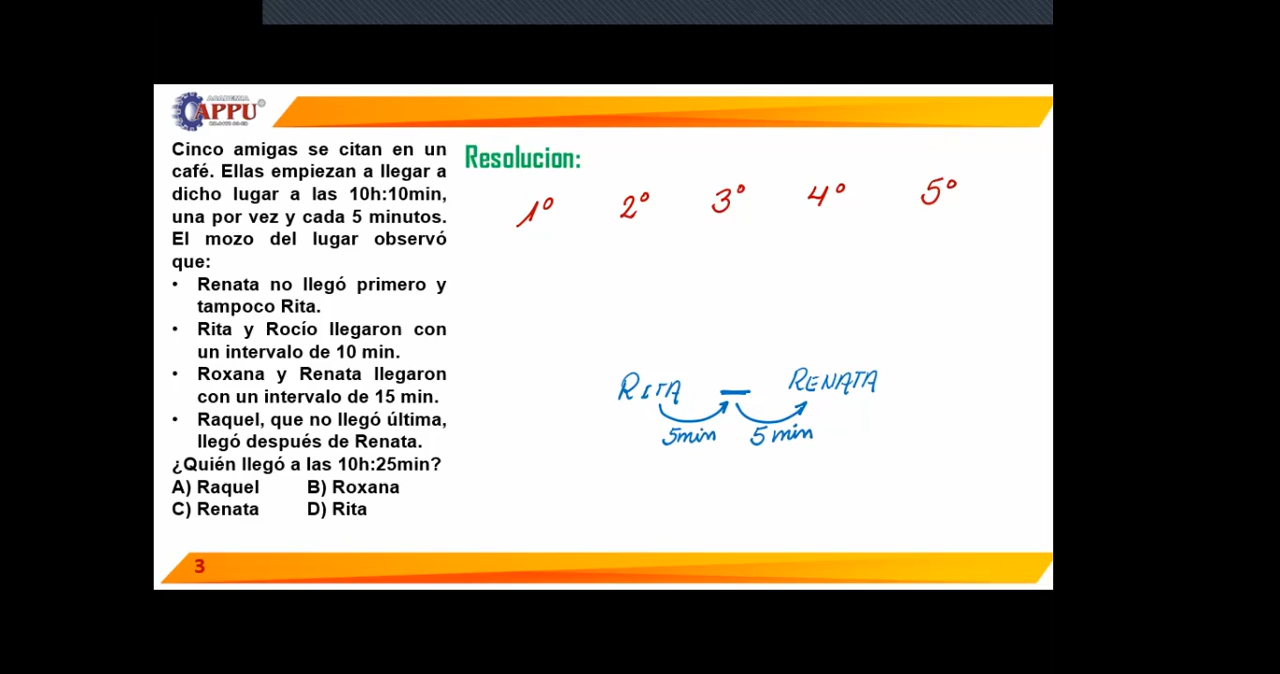 ACADEMIA
APPU
Cinco amigas se citan en un
café. Ellas empiezan a llegar a
dicho lugar a las 10h:10min,
una por vez y cada 5 minutos.
El mozo del lugar observó
que:
• Renata no llegó primero y
tampoco Rita.
• Rita y Rocío llegaron con
un intervalo de 10 min.
• Roxana y Renata llegaron
con un intervalo de 15 min.
• Raquel, que no llegó última,
llegó después de Renata.
¿Quién llegó a las 10h:25min?
A) Raquel B) Roxana
C) Renata D) Rita
3
Resolucion:
1° 2° 3° 4° 5°
RITA — RENATA
5min 5 min